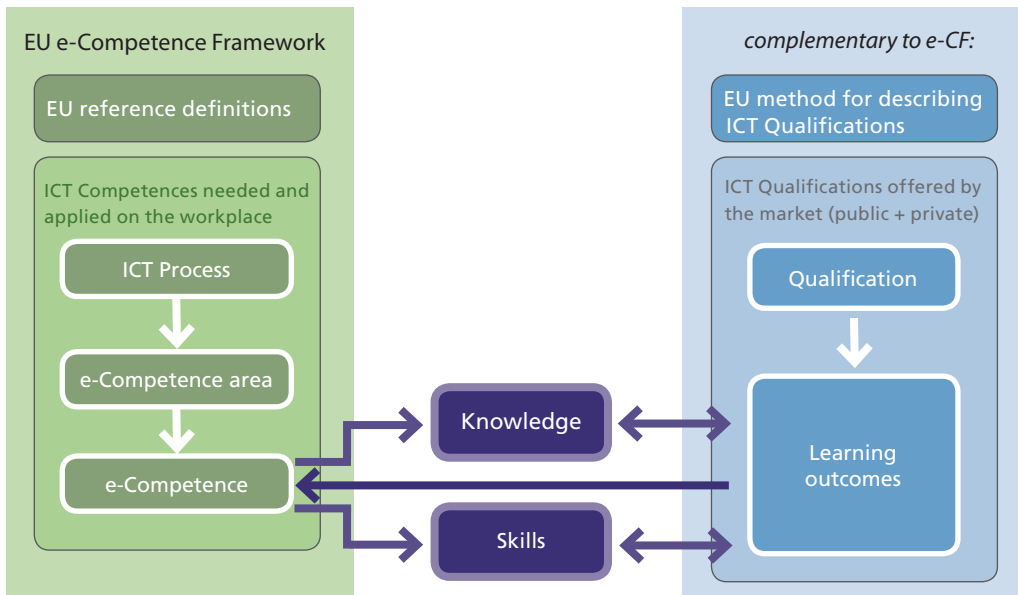 EU e-Competence Framework
EU reference definitions
ICT Competences needed and
applied on the workplace
ICT Process
e-Competence area
e-Competence
Knowledge
Skills
complementary to e-CF:
EU method for describing
ICT Qualifications
ICT Qualifications offered by
the market (public + private)
Qualification
Learning
outcomes